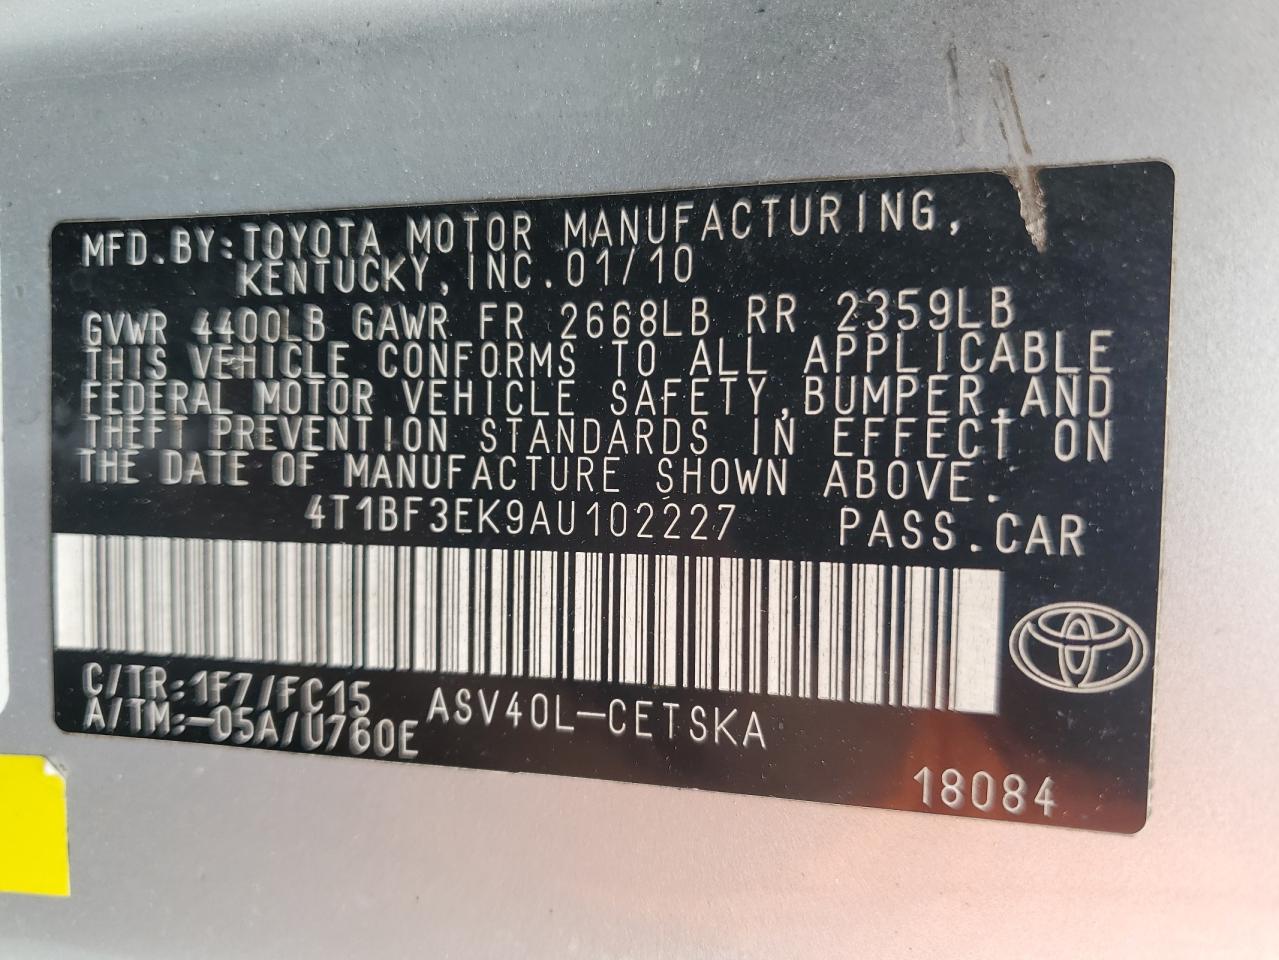 MFD.BY:TOYOTA MOTOR MANUFACTURING,
KENTUCKY,INC.01/10
GVWR 4400LB GAWR FR 2668LB RR 2359LB
THIS VEHICLE CONFORMS TO ALL APPLICABLE
FEDERAL MOTOR VEHICLE SAFETY,BUMPER,AND
THEFT PREVENTION STANDARDS IN EFFECT ON
THE DATE OF MANUFACTURE SHOWN ABOVE.
4T1BF3EK9AU102227 PASS.CAR
C/TR:1F7/FC15 ASV40L-CETSKA
A/TM:-05A/U760E
18084